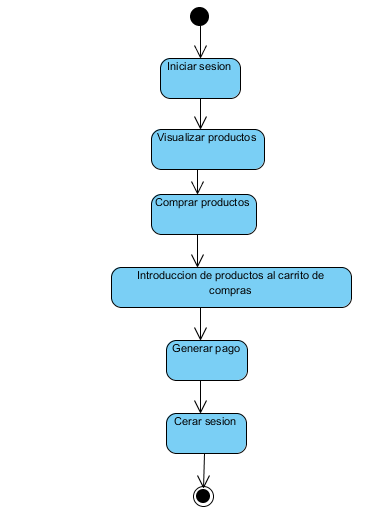 Iniciar sesion
Visualizar productos
Comprar productos
Introduccion de productos al carrito de
compras
Generar pago
Cerar sesion